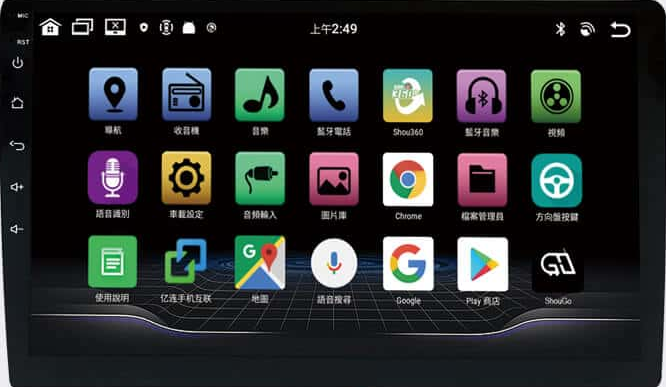 MIC
上午2:49
RST
導航
收音機
音樂
藍牙電話
Shou360
藍牙音樂
視頻
語音識別
車載設定
音頻輸入
圖片庫
Chrome
檔案管理員
方向盤按鍵
使用說明
亿连手机互联
地圖
語音搜尋
Google
Play 商店
ShouGo